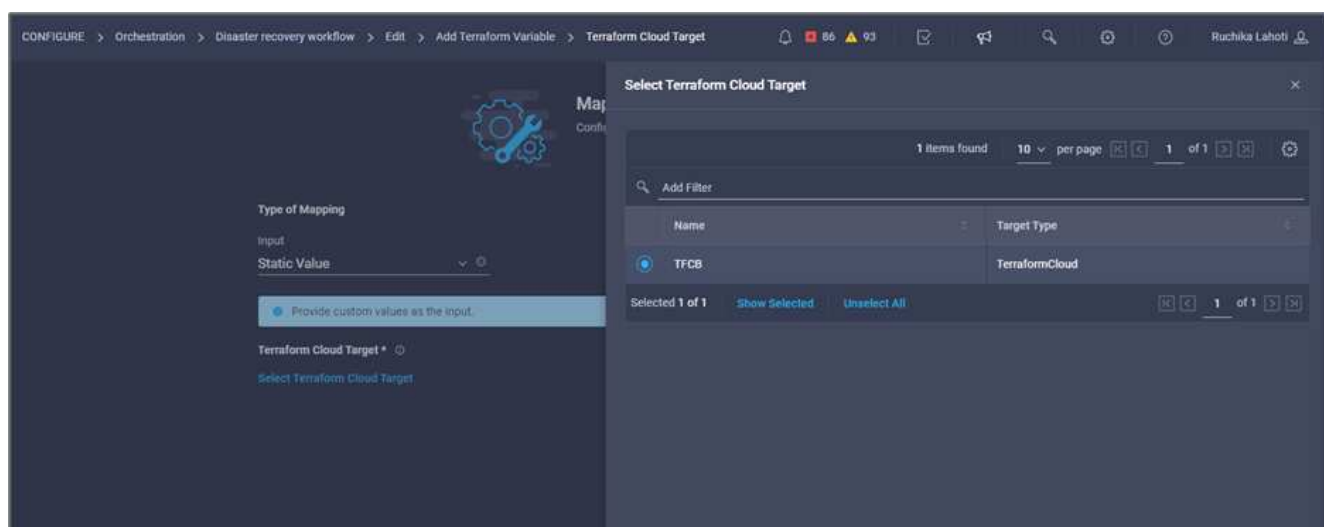 CONFIGURE > Orchestration > Disaster recovery workflow > Edit > Add Terraform Variable > Terraform Cloud Target 86 93 Ruchika Lahoti
Select Terraform Cloud Target
Map
Confi
1 items found 10 per page 1 of 1
Add Filter
Name Target Type
TFCB TerraformCloud
Selected 1 of 1 Show Selected Unselect All 1 of 1
Type of Mapping
Input
Static Value
Provide custom values as the input.
Terraform Cloud Target *
Select Terraform Cloud Target